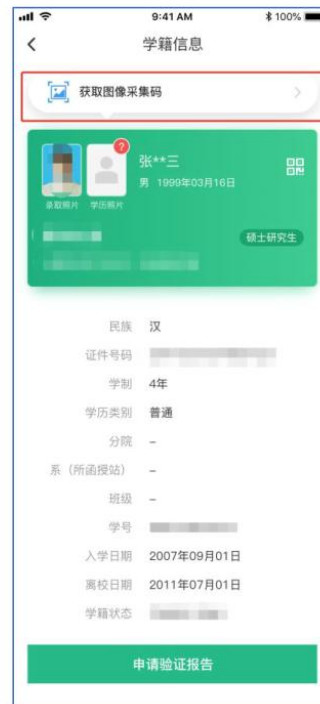 9:41 AM 100%
学籍信息
获取图像采集码
?
张**三
男 1999年03月16日
录取照片 学历照片
硕士研究生
民族 汉
证件号码
学制 4年
学历类别 普通
分院 -
系（所函授站） -
班级 -
学号
入学日期 2007年09月01日
离校日期 2011年07月01日
学籍状态
申请验证报告